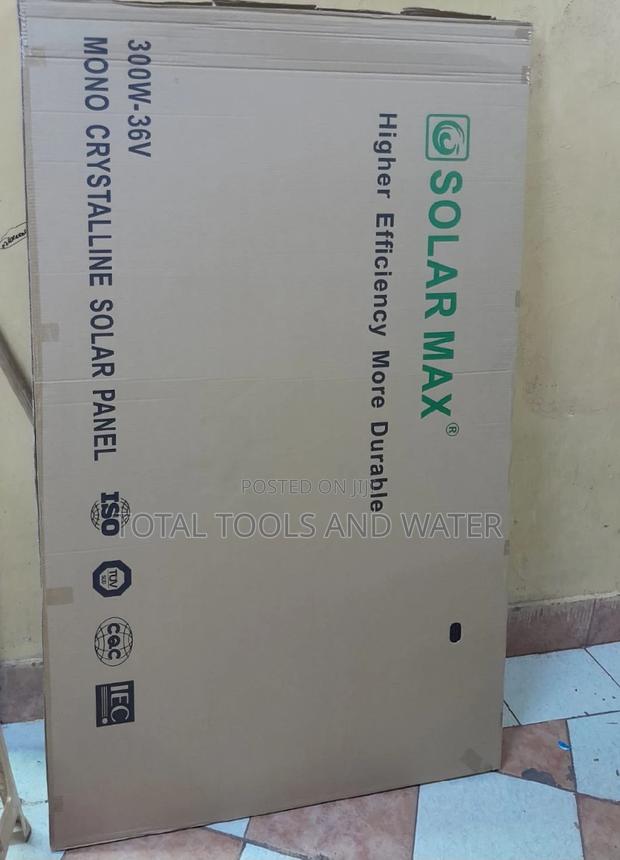 SOLAR MAX®
Higher Efficiency More Durable
300W-36V
MONO CRYSTALLINE SOLAR PANEL
ISO
TUV
CQC
IEC
POSTED ON JIJI
TOTAL TOOLS AND WATER